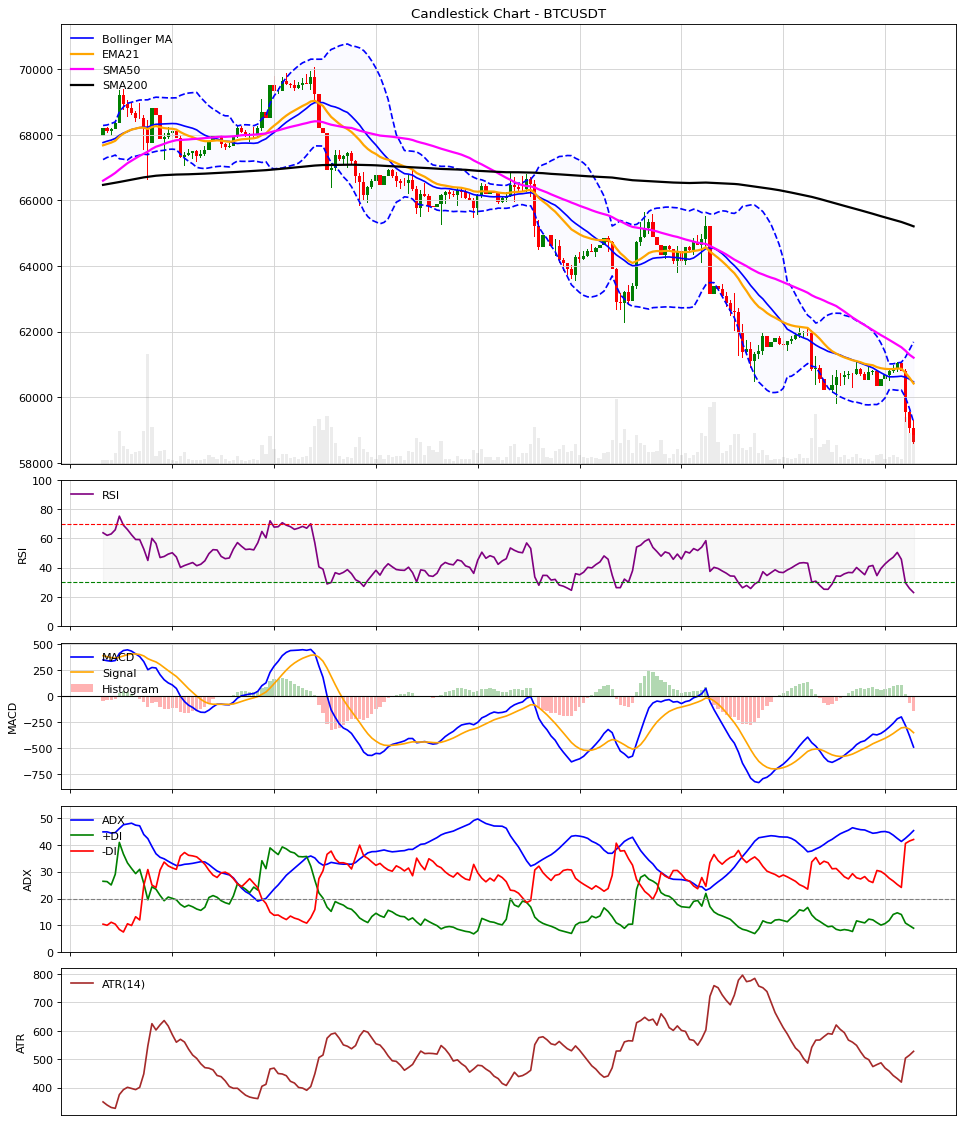 Candlestick Chart - BTCUSDT
Bollinger MA
EMA21
SMA50
SMA200
70000
68000
66000
64000
62000
60000
58000
RSI
100
80
60
40
20
0
RSI
MACD
Signal
Histogram
500
250
0
−250
−500
−750
MACD
ADX
+DI
-DI
50
40
30
20
10
0
ADX
ATR(14)
800
700
600
500
400
ATR